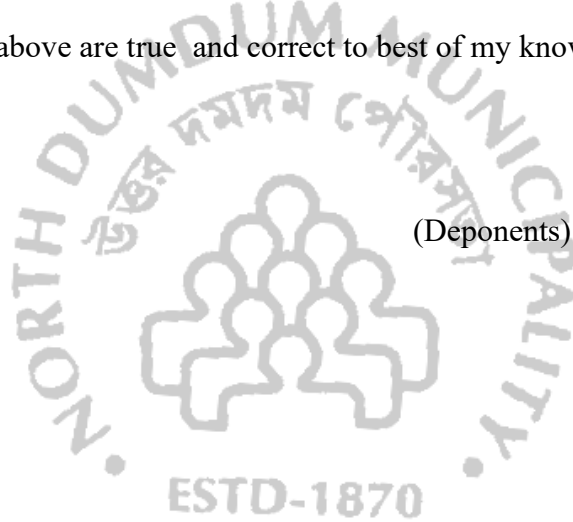 above are true and correct to best of my know
(Deponents)
NORTH DUMDUM MUNICIPALITY
উত্তর দমদম পৌরসভা
ESTD-1870